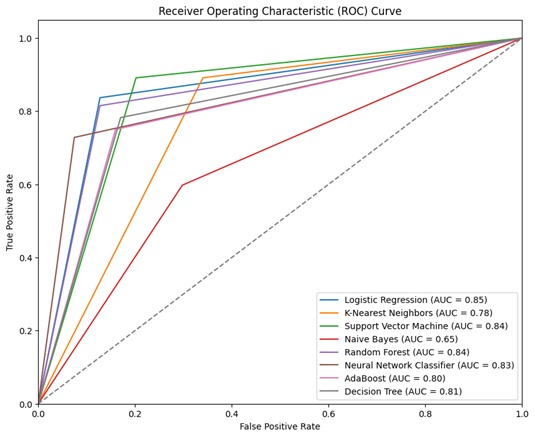 Receiver Operating Characteristic (ROC) Curve
True Positive Rate
1.0
0.8
0.6
0.4
0.2
0.0
Logistic Regression (AUC = 0.85)
K-Nearest Neighbors (AUC = 0.78)
Support Vector Machine (AUC = 0.84)
Naive Bayes (AUC = 0.65)
Random Forest (AUC = 0.84)
Neural Network Classifier (AUC = 0.83)
AdaBoost (AUC = 0.80)
Decision Tree (AUC = 0.81)
0.0 0.2 0.4 0.6 0.8 1.0
False Positive Rate